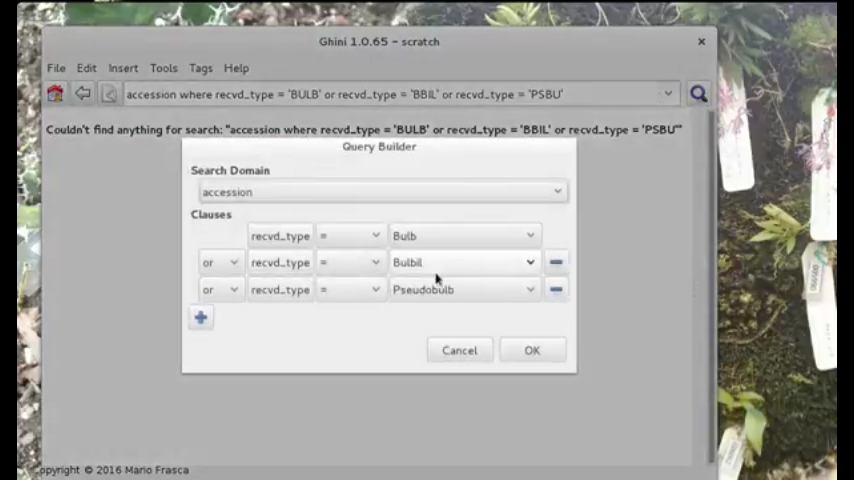 Ghini 1.0.65 - scratch
File Edit Insert Tools Tags Help
accession where recvd_type = 'BULB' or recvd_type = 'BBIL' or recvd_type = 'PSBU'
Couldn't find anything for search: "accession where recvd_type = 'BULB' or recvd_type = 'BBIL' or recvd_type = 'PSBU'"
Query Builder
Search Domain
accession
Clauses
recvd_type = Bulb
or recvd_type = Bulbil
or recvd_type = Pseudobulb
Cancel OK
Copyright © 2016 Mario Frasca